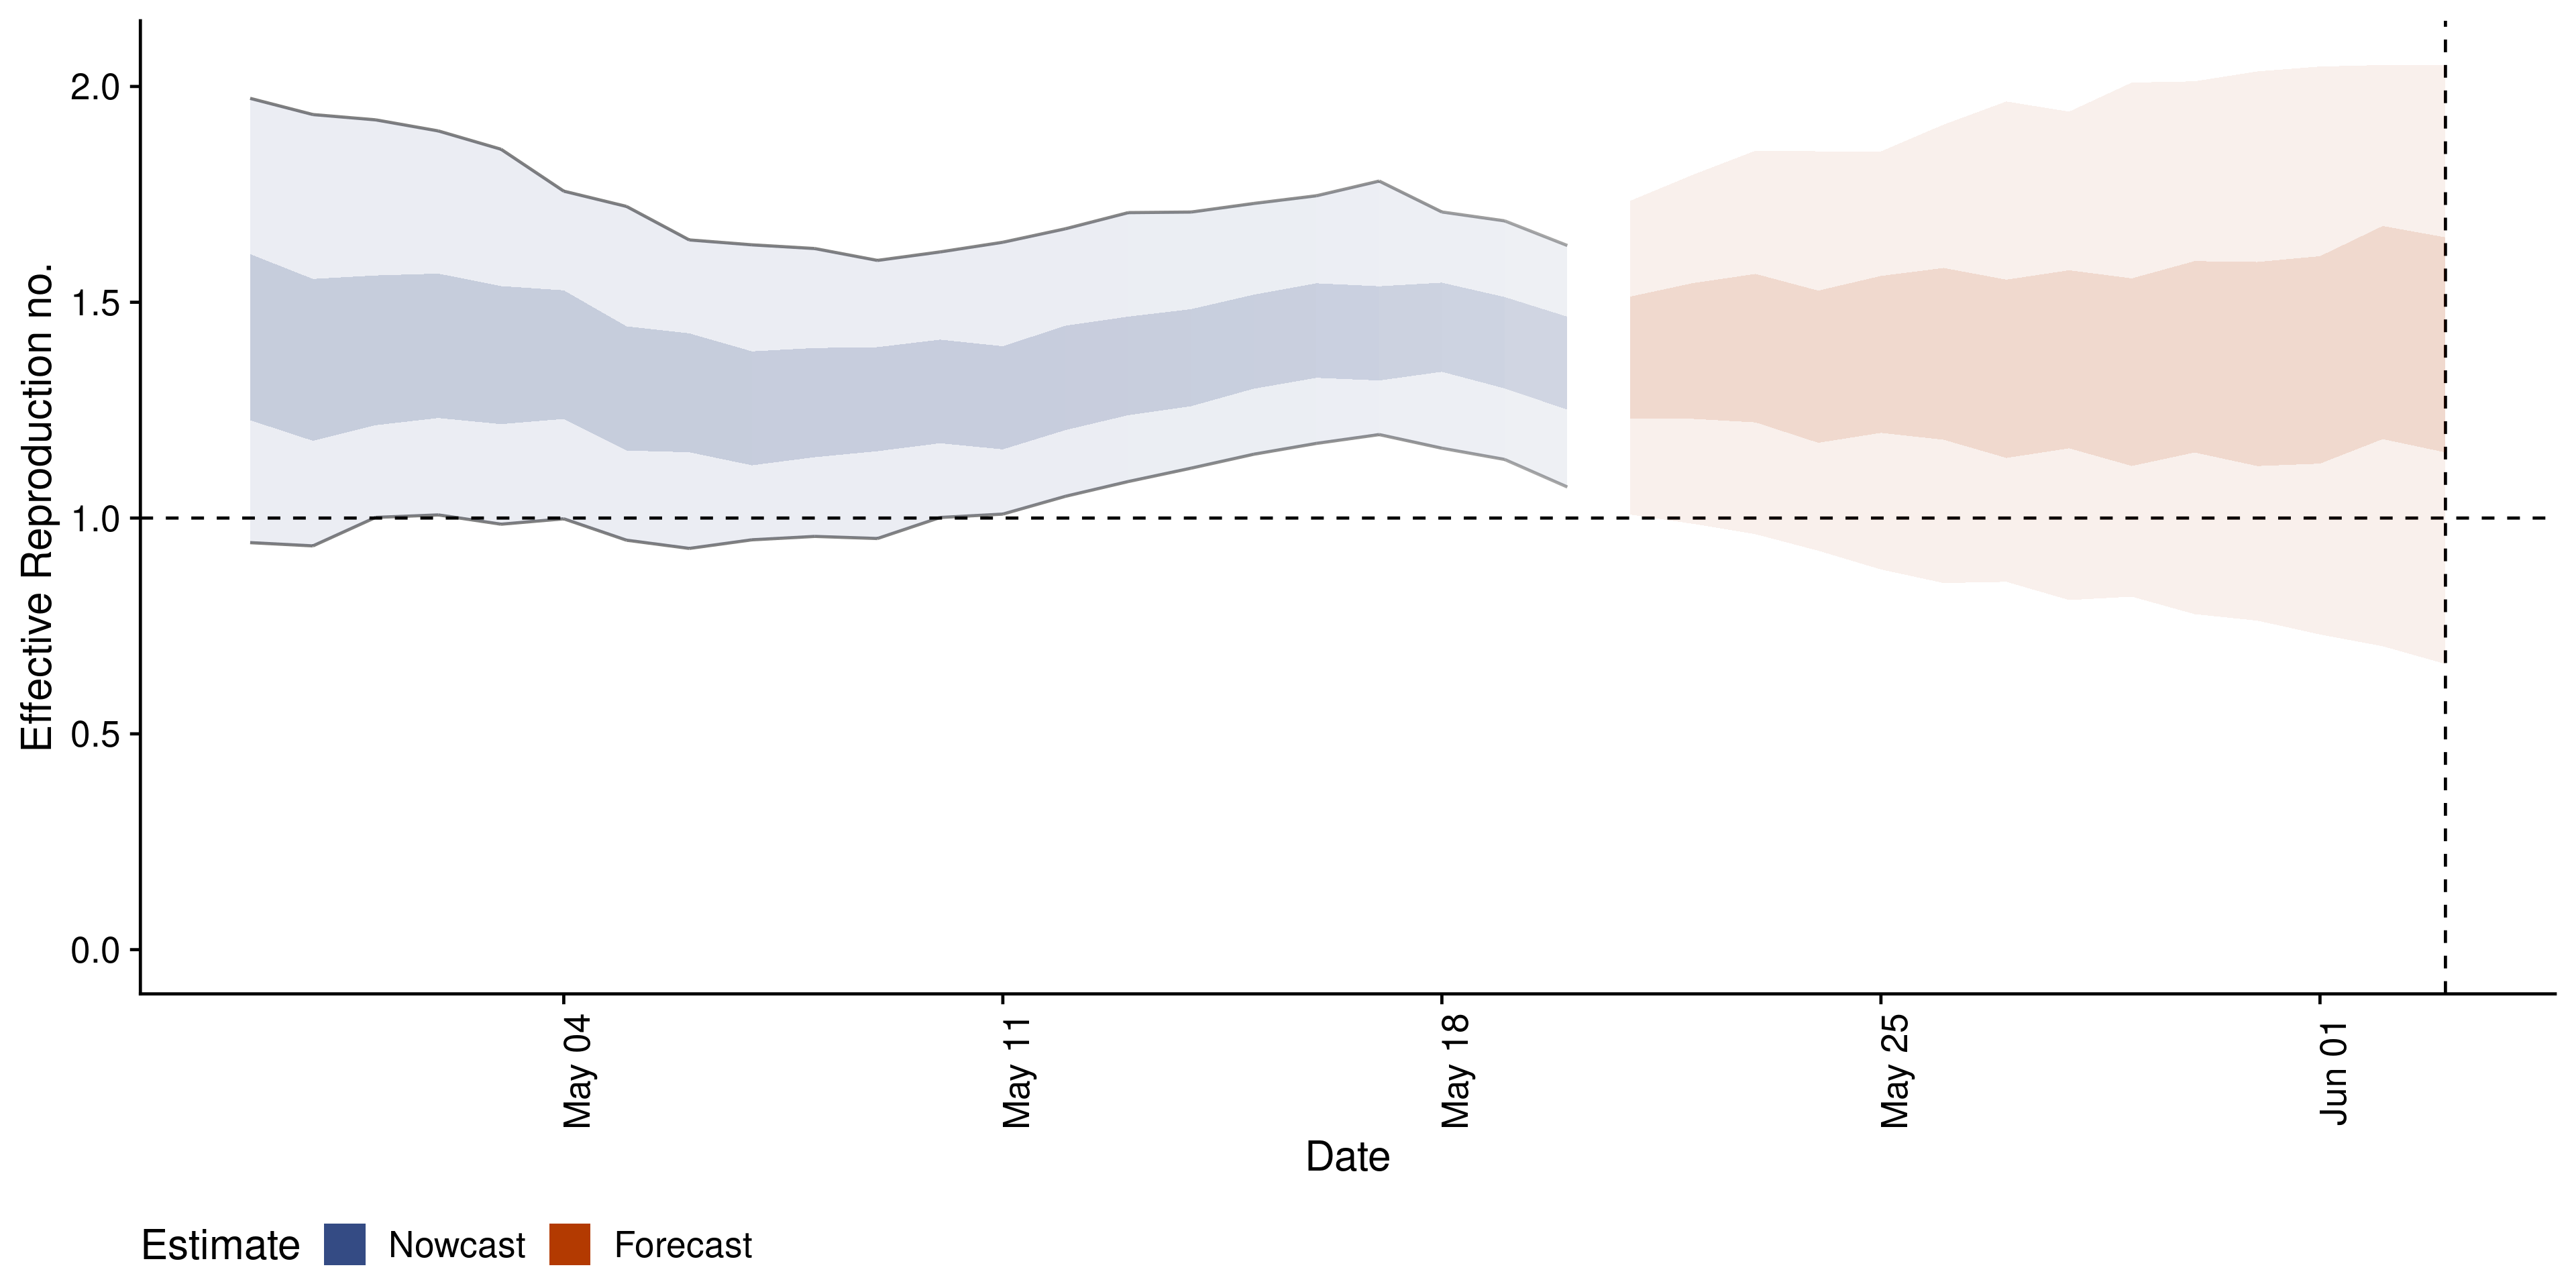 Effective Reproduction no.
2.0
1.5
1.0
0.5
0.0
May 04
May 11
May 18
May 25
Jun 01
Date
Estimate Nowcast Forecast